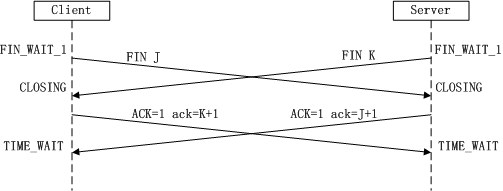 Client Server
FIN_WAIT_1 FIN_WAIT_1
FIN J FIN K
CLOSING CLOSING
ACK=1 ack=K+1 ACK=1 ack=J+1
TIME_WAIT TIME_WAIT